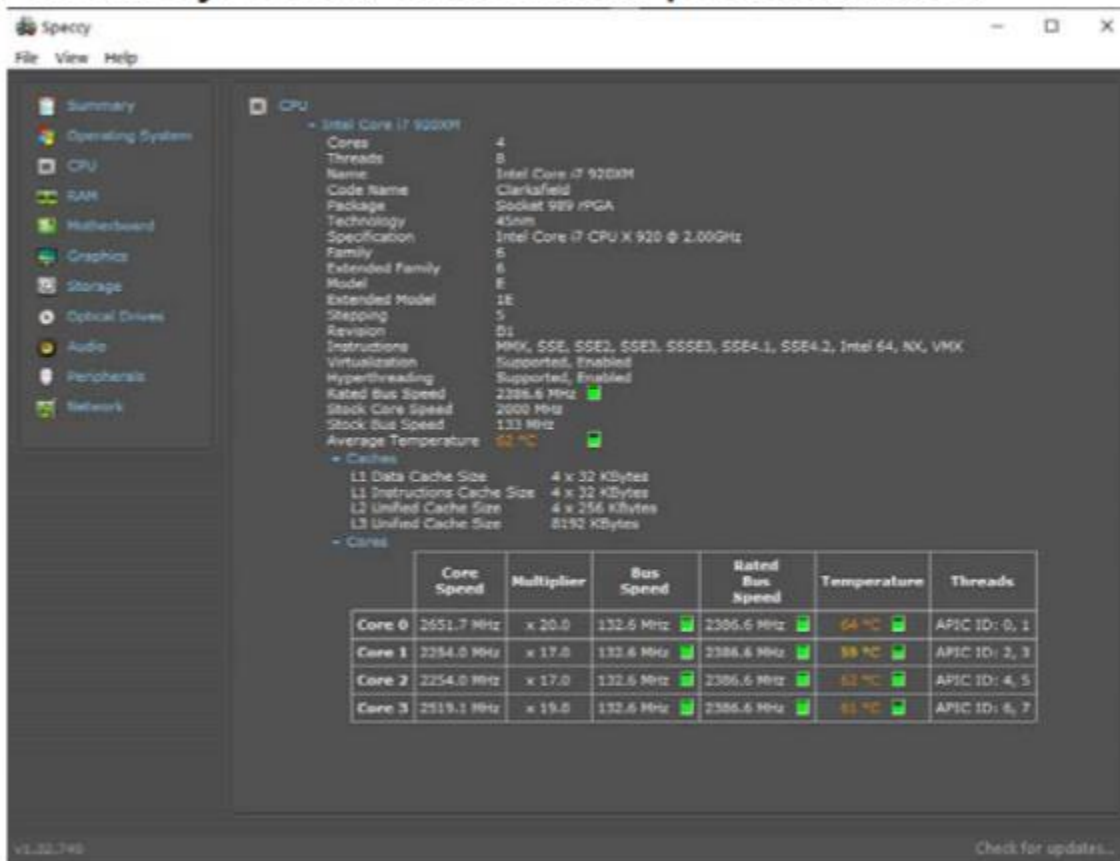 Speccy
File View Help
Summary
Operating System
CPU
RAM
Motherboard
Graphics
Storage
Optical Drives
Audio
Peripherals
Network
CPU
Intel Core i7 920XM
Cores 4
Threads 8
Name Intel Core i7 920XM
Code Name Clarksfield
Package Socket 989 rPGA
Technology 45nm
Specification Intel Core i7 CPU X 920 @ 2.00GHz
Family 6
Extended Family 6
Model E
Extended Model 1E
Stepping 5
Revision B1
Instructions MMX, SSE, SSE2, SSE3, SSSE3, SSE4.1, SSE4.2, Intel 64, NX, VMX
Virtualization Supported, Enabled
Hyperthreading Supported, Enabled
Rated Bus Speed 2386.6 MHz
Stock Core Speed 2000 MHz
Stock Bus Speed 133 MHz
Average Temperature 62 °C
Caches
L1 Data Cache Size 4 x 32 KBytes
L1 Instructions Cache Size 4 x 32 KBytes
L2 Unified Cache Size 4 x 256 KBytes
L3 Unified Cache Size 8192 KBytes
Cores
Core Speed Multiplier Bus Speed Rated Bus Speed Temperature Threads
Core 0 2651.7 MHz x 20.0 132.6 MHz 2386.6 MHz 64 °C APIC ID: 0, 1
Core 1 2254.0 MHz x 17.0 132.6 MHz 2386.6 MHz °C APIC ID: 2, 3
Core 2 2254.0 MHz x 17.0 132.6 MHz 2386.6 MHz 62 °C APIC ID: 4, 5
Core 3 2519.1 MHz x 19.0 132.6 MHz 2386.6 MHz 61 °C APIC ID: 6, 7
v1.32.740
Check for updates...